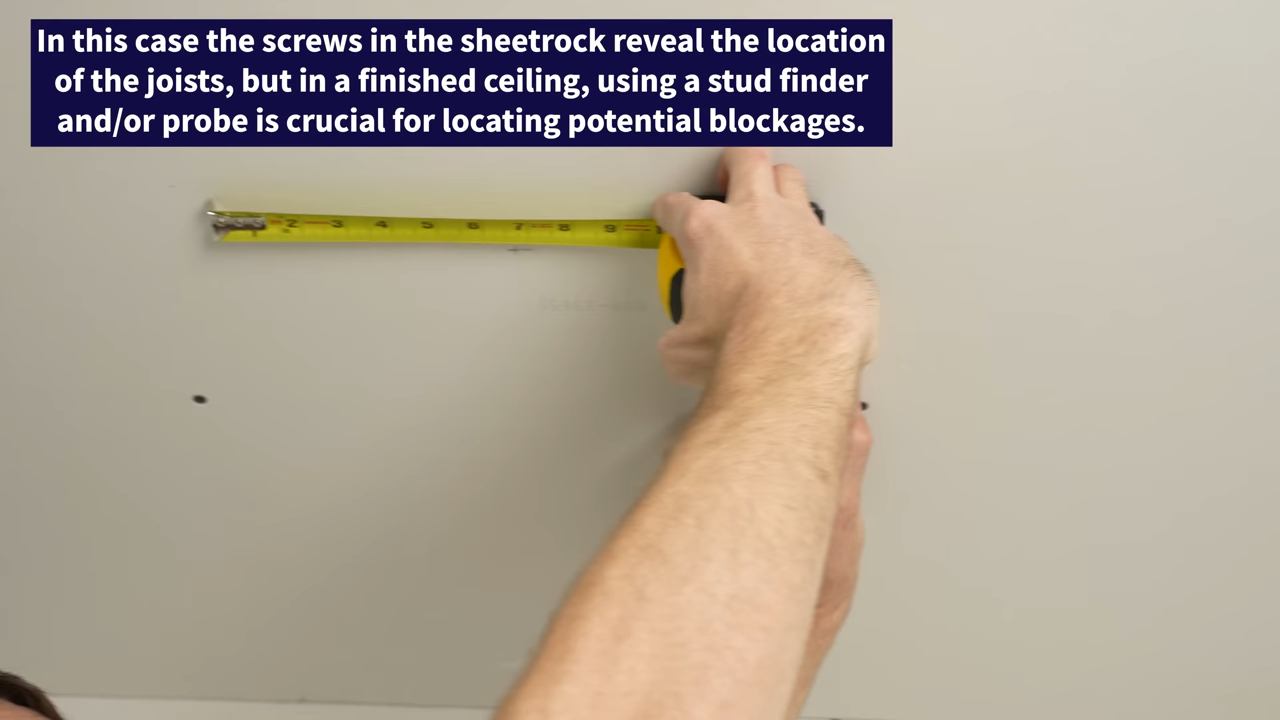 In this case the screws in the sheetrock reveal the location
of the joists, but in a finished ceiling, using a stud finder
and/or probe is crucial for locating potential blockages.
2 3 4 5 6 7 8 9